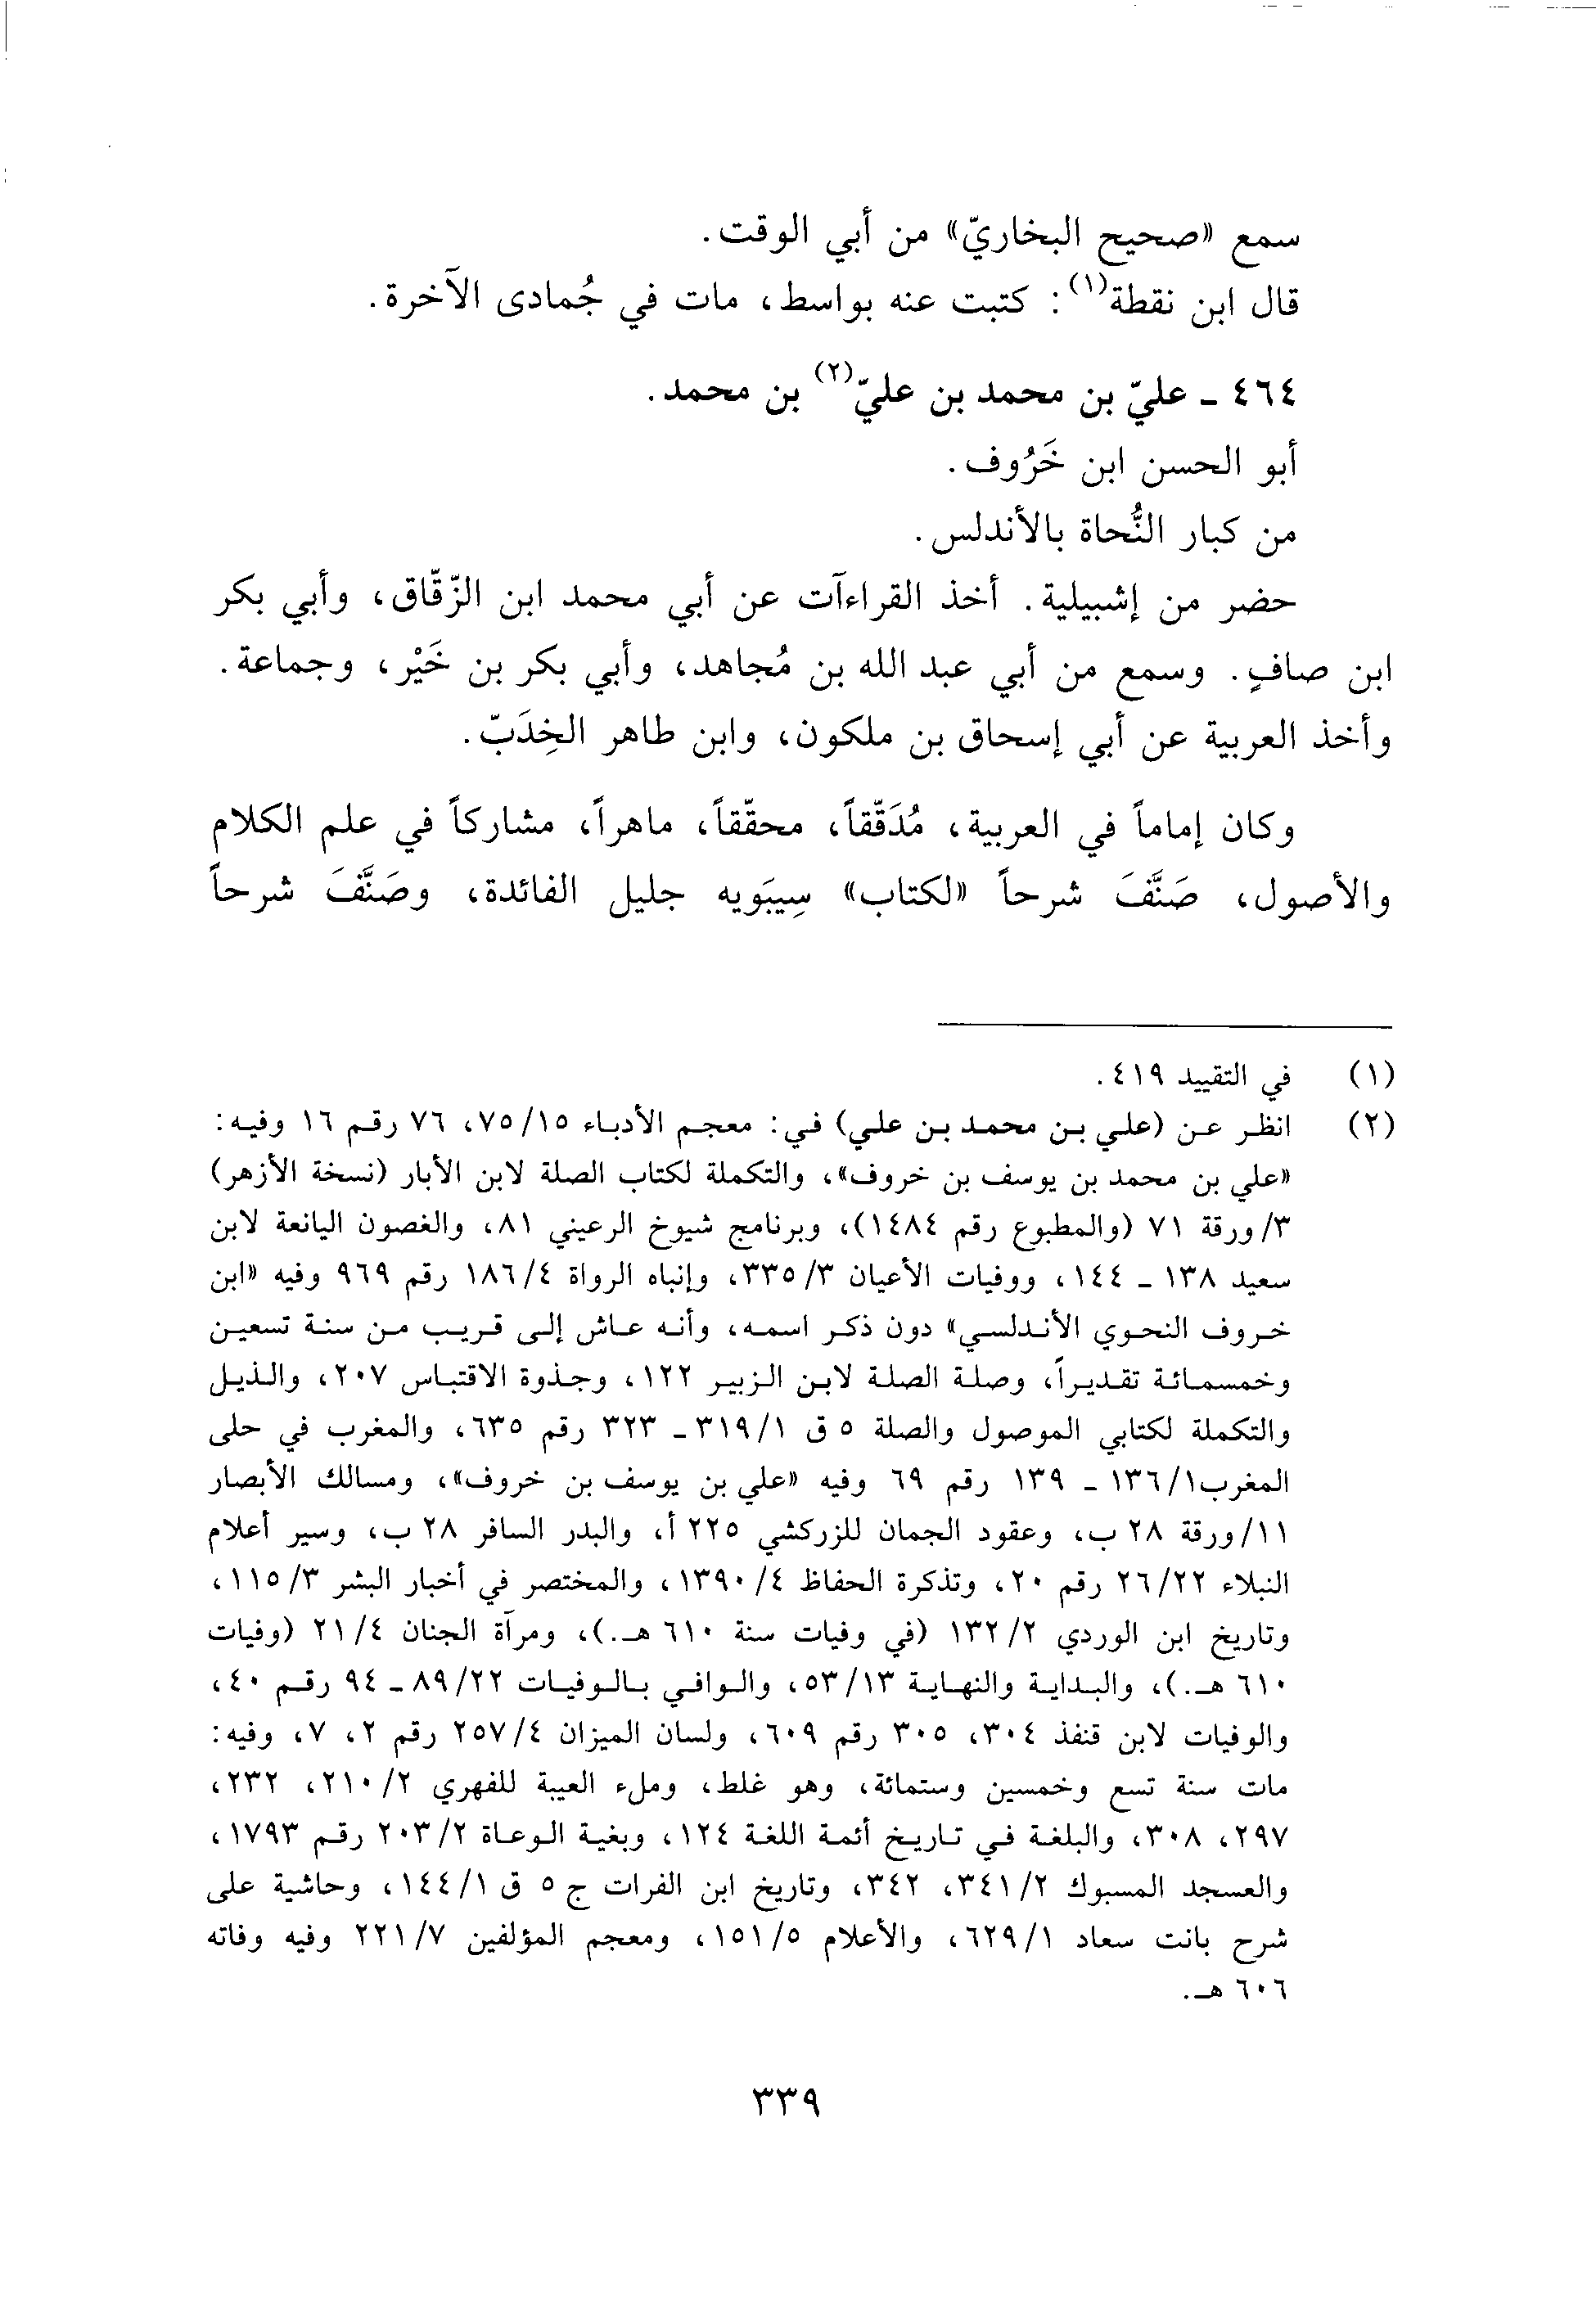 سمع «صحيح البخاريّ» من أبي الوقت.
قال ابن نقطة(١): كتبت عنه بواسط، مات في جُمادى الآخرة.
٤٦٤ ـ عليّ بن محمد بن عليّ(٢) بن محمد.
أبو الحسن ابن خَرُوف.
من كبار النُّحاة بالأندلس.
حضر من إشبيلية. أخذ القراءآت عن أبي محمد ابن الزّقّاق، وأبي بكر
ابن صافٍ. وسمع من أبي عبد الله بن مُجاهد، وأبي بكر بن خَيْر، وجماعة.
وأخذ العربية عن أبي إسحاق بن ملكون، وابن طاهر الخِدَبّ.
وكان إماماً في العربية، مُدَقّقاً، محقّقاً، ماهراً، مشاركاً في علم الكلام
والأصول، صَنَّفَ شرحاً «لكتاب» سِيبَويه جليل الفائدة، وصَنَّفَ شرحاً
(١) في التقييد ٤١٩.
(٢) انظر عن (علي بن محمد بن علي) في: معجم الأدباء ٧٥/١٥، ٧٦ رقم ١٦ وفيه:
«علي بن محمد بن يوسف بن خروف»، والتكملة لكتاب الصلة لابن الأبار (نسخة الأزهر)
٣/ ورقة ٧١ (والمطبوع رقم ١٤٨٤)، وبرنامج شيوخ الرعيني ٨١، والغصون اليانعة لابن
سعيد ١٣٨ ـ ١٤٤، ووفيات الأعيان ٣/ ٣٣٥، وإنباه الرواة ٤/ ١٨٦ رقم ٩٦٩ وفيه «ابن
خروف النحوي الأندلسي» دون ذكر اسمه، وأنه عاش إلى قريب من سنة تسعين
وخمسمائة تقديراً، وصلة الصلة لابن الزبير ١٢٢، وجذوة الاقتباس ٢٠٧، والذيل
والتكملة لكتابي الموصول والصلة ٥ ق ١/ ٣١٩ ـ ٣٢٣ رقم ٦٣٥، والمغرب في حلى
المغرب١/ ١٣٦ ـ ١٣٩ رقم ٦٩ وفيه «علي بن يوسف بن خروف»، ومسالك الأبصار
١١/ ورقة ٢٨ ب، وعقود الجمان للزركشي ٢٢٥ أ، والبدر السافر ٢٨ ب، وسير أعلام
النبلاء ٢٦/٢٢ رقم ٢٠، وتذكرة الحفاظ ٤/ ١٣٩٠، والمختصر في أخبار البشر ٣/ ١١٥،
وتاريخ ابن الوردي ٢/ ١٣٢ (في وفيات سنة ٦١٠ هـ.)، ومرآة الجنان ٤/ ٢١ (وفيات
٦١٠ هـ.)، والبداية والنهاية ١٣/ ٥٣، والوافي بالوفيات ٢٢/ ٨٩ ـ ٩٤ رقم ٤٠،
والوفيات لابن قنفذ ٣٠٤، ٣٠٥ رقم ٦٠٩، ولسان الميزان ٤/ ٢٥٧ رقم ٢، ٧، وفيه:
مات سنة تسع وخمسين وستمائة، وهو غلط، وملء العيبة للفهري ٢/ ٢١٠، ٢٣٢،
٢٩٧، ٣٠٨، والبلغة في تاريخ أئمة اللغة ١٢٤، وبغية الوعاة ٢/ ٢٠٣ رقم ١٧٩٣،
والعسجد المسبوك ٢/ ٣٤١، ٣٤٢، وتاريخ ابن الفرات ج ٥ ق ١/ ١٤٤، وحاشية على
شرح بانت سعاد ١/ ٦٢٩، والأعلام ٥/ ١٥١، ومعجم المؤلفين ٧/ ٢٢١ وفيه وفاته
٦٠٦ هـ.
٣٣٩